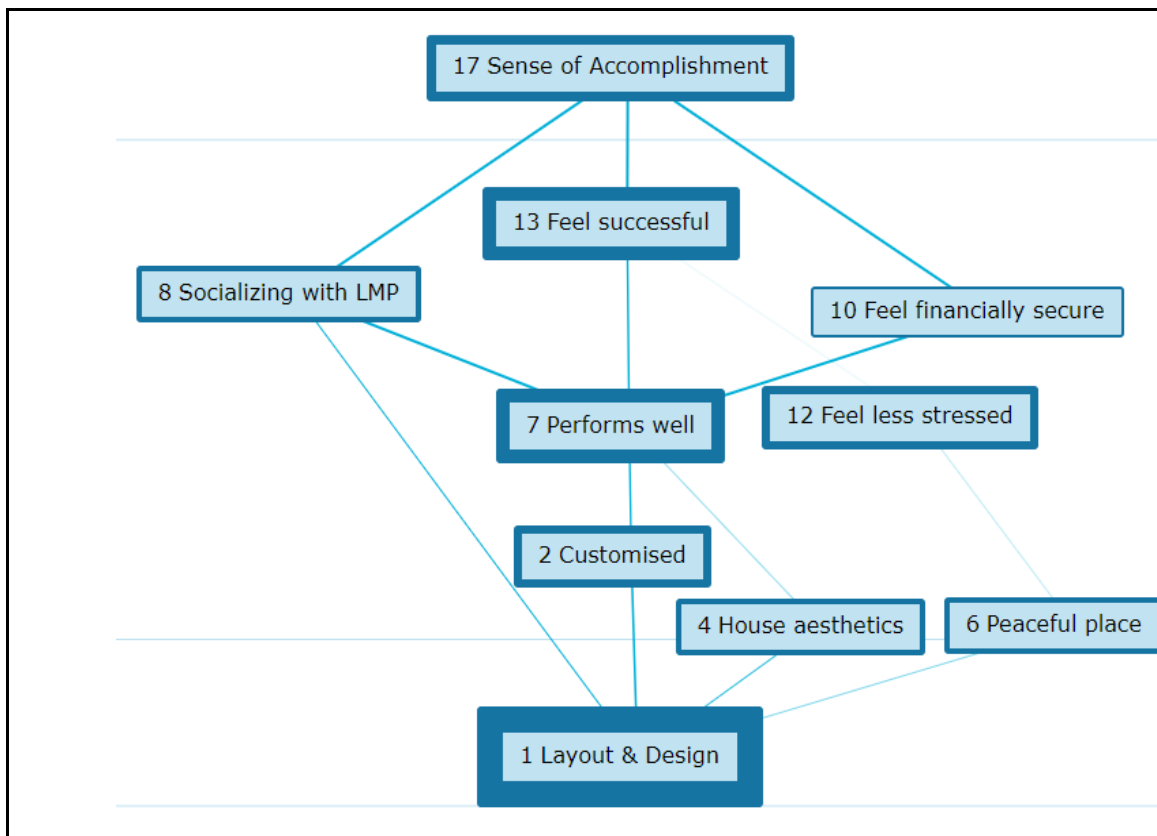 17 Sense of Accomplishment
13 Feel successful
8 Socializing with LMP
10 Feel financially secure
7 Performs well
12 Feel less stressed
2 Customised
4 House aesthetics
6 Peaceful place
1 Layout & Design